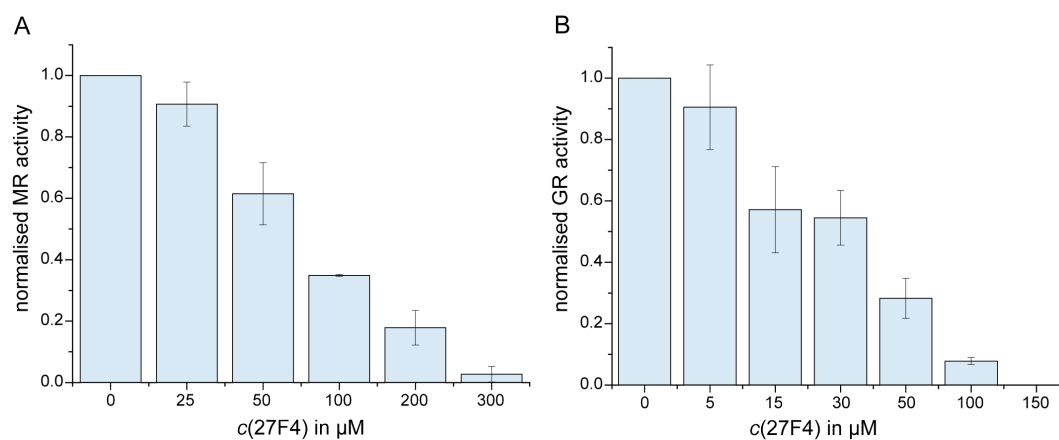 A
normalised MR activity
1.0
0.8
0.6
0.4
0.2
0.0
0 25 50 100 200 300
c(27F4) in µM
B
normalised GR activity
1.0
0.8
0.6
0.4
0.2
0.0
0 5 15 30 50 100 150
c(27F4) in µM